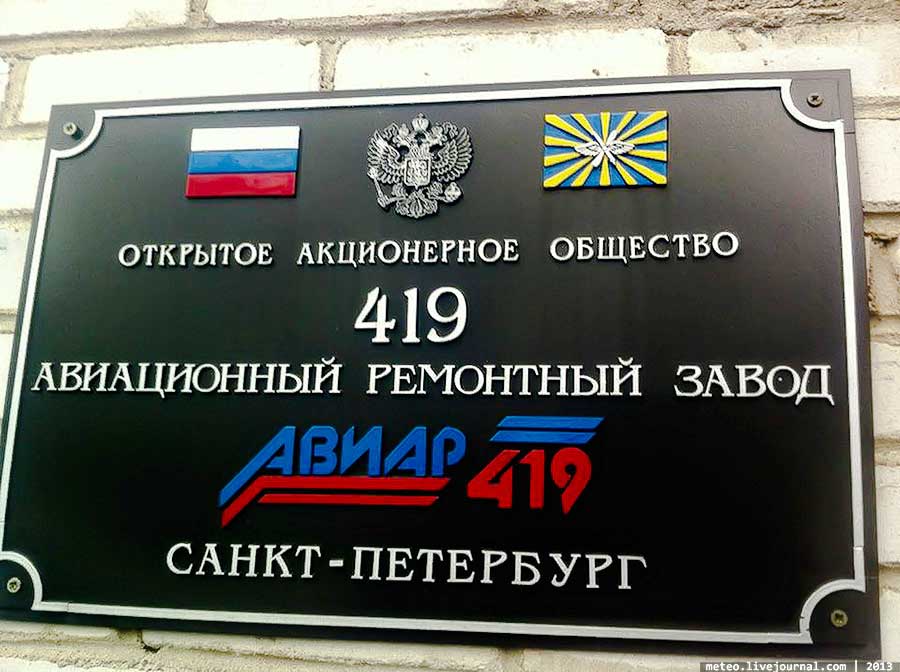 ОТКРЫТОЕ АКЦИОНЕРНОЕ ОБЩЕСТВО
419
АВИАЦИОННЫЙ РЕМОНТНЫЙ ЗАВОД
АВИАР 419
САНКТ-ПЕТЕРБУРГ
meteo.livejournal.com | 2013